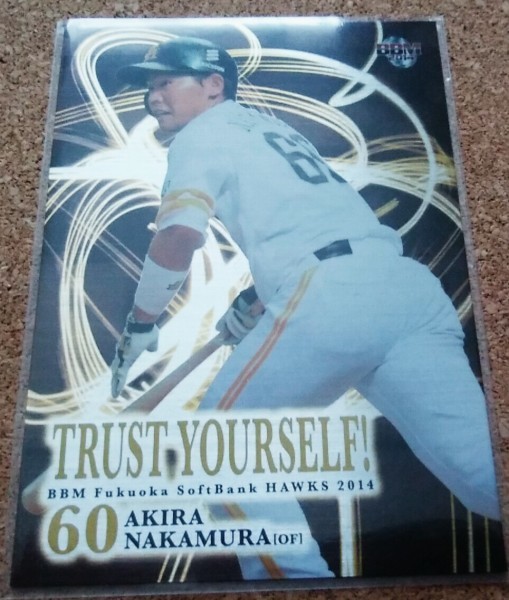 BBM
TRUST YOURSELF!
BBM Fukuoka SoftBank HAWKS 2014
60 AKIRA
NAKAMURA[OF]